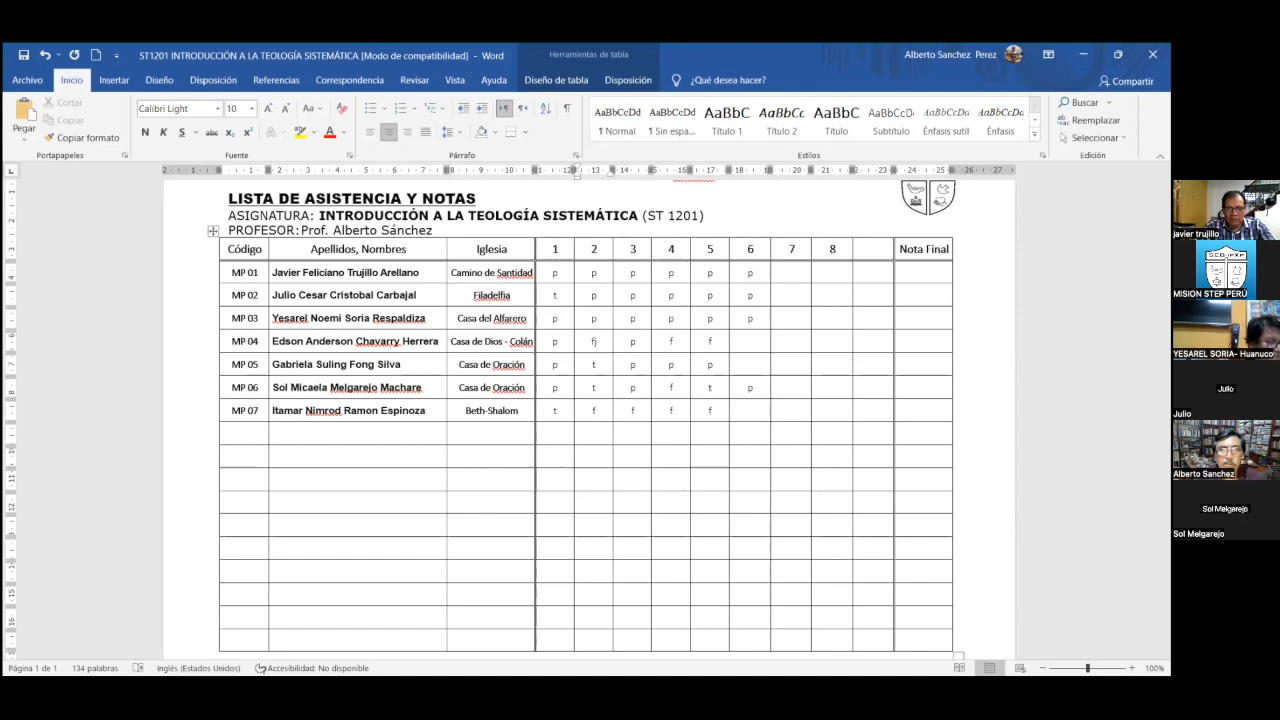 ST1201 INTRODUCCIÓN A LA TEOLOGÍA SISTEMÁTICA [Modo de compatibilidad] - Word
Herramientas de tabla
Alberto Sanchez Perez
Archivo Inicio Insertar Diseño Disposición Referencias Correspondencia Revisar Vista Ayuda Diseño de tabla Disposición ¿Qué desea hacer? Compartir
Pegar
Cortar
Copiar
Copiar formato
Portapapeles
Calibri Light 10
N K S abc x₂ x²
Fuente
Párrafo
AaBbCcDd AaBbCcDd AaBbC AaBbCc AaBbC AaBbCcD AaBbCcDd AaBbCcDd
¶ Normal ¶ Sin espa... Título 1 Título 2 Título Subtítulo Énfasis sutil Énfasis
Estilos
Buscar
Reemplazar
Seleccionar
Edición
LISTA DE ASISTENCIA Y NOTAS
ASIGNATURA: INTRODUCCIÓN A LA TEOLOGÍA SISTEMÁTICA (ST 1201)
PROFESOR:Prof. Alberto Sánchez
Código Apellidos, Nombres Iglesia 1 2 3 4 5 6 7 8 Nota Final
MP 01 Javier Feliciano Trujillo Arellano Camino de Santidad p p p p p p
MP 02 Julio Cesar Cristobal Carbajal Filadelfia t p p p p p
MP 03 Yesarel Noemi Soria Respaldiza Casa del Alfarero p p p p p p
MP 04 Edson Anderson Chavarry Herrera Casa de Dios - Colán p fj p f f
MP 05 Gabriela Suling Fong Silva Casa de Oración p t p p p
MP 06 Sol Micaela Melgarejo Machare Casa de Oración p t p f t p
MP 07 Itamar Nimrod Ramon Espinoza Beth-Shalom t f f f f
Página 1 de 1 134 palabras Inglés (Estados Unidos) Accesibilidad: No disponible 100%
javier trujillo
MISION STEP PERÚ
YESAREL SORIA- Huanuco
Julio
Julio
Alberto Sanchez
Sol Melgarejo
Sol Melgarejo